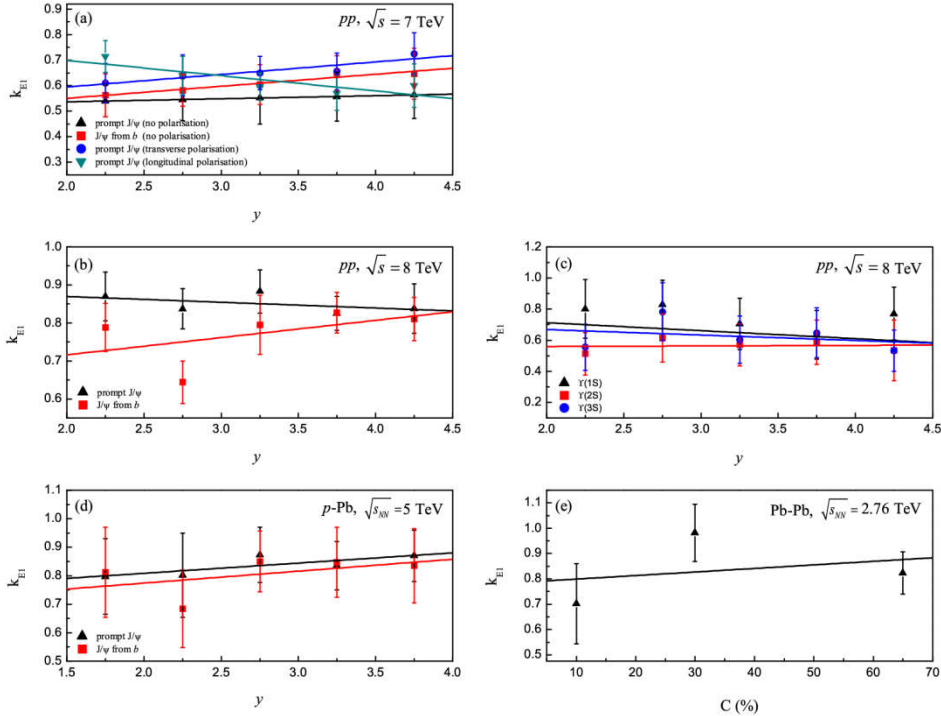 (a)
pp, √s = 7 TeV
0.9
0.8
0.7
0.6
0.5
0.4
0.3
k_E1
prompt J/ψ (no polarisation)
J/ψ from b (no polarisation)
prompt J/ψ (transverse polarisation)
prompt J/ψ (longitudinal polarisation)
2.0 2.5 3.0 3.5 4.0 4.5
y
(b)
pp, √s = 8 TeV
1.0
0.9
0.8
0.7
0.6
k_E1
prompt J/ψ
J/ψ from b
2.0 2.5 3.0 3.5 4.0 4.5
y
(c)
pp, √s = 8 TeV
1.2
1.0
0.8
0.6
0.4
0.2
k_E1
ϒ(1S)
ϒ(2S)
ϒ(3S)
2.0 2.5 3.0 3.5 4.0 4.5
y
(d)
p-Pb, √s_NN =5 TeV
1.1
1.0
0.9
0.8
0.7
0.6
0.5
k_E1
prompt J/ψ
J/ψ from b
1.5 2.0 2.5 3.0 3.5 4.0
y
(e)
Pb-Pb, √s_NN = 2.76 TeV
1.1
1.0
0.9
0.8
0.7
0.6
0.5
k_E1
10 20 30 40 50 60 70
C (%)